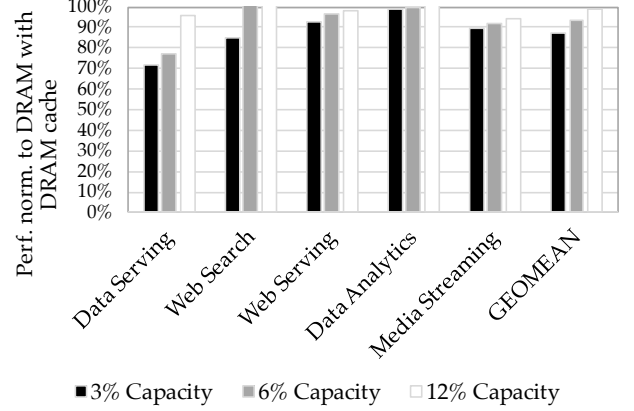 Perf. norm. to DRAM with
DRAM cache
100%
90%
80%
70%
60%
50%
40%
30%
20%
10%
0%
Data Serving
Web Search
Web Serving
Data Analytics
Media Streaming
GEOMEAN
3% Capacity 6% Capacity 12% Capacity